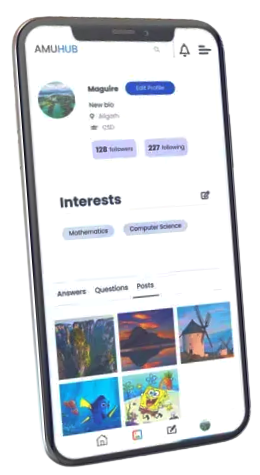 AMUHUB
Maguire Edit Profile
New bio
Aligarh
CSD
128 followers 227 following
Interests
Mathematics Computer Science
Answers Questions Posts